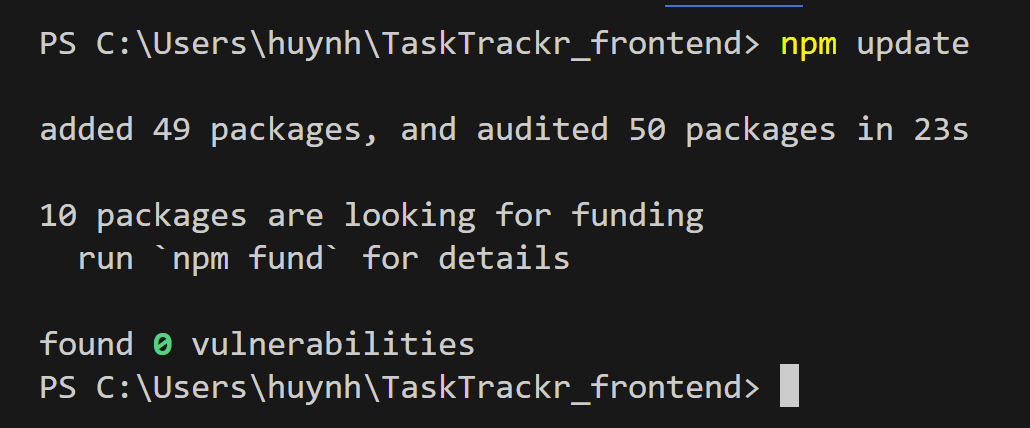 PS C:\Users\huynh\TaskTrackr_frontend> npm update
added 49 packages, and audited 50 packages in 23s
10 packages are looking for funding
  run `npm fund` for details
found 0 vulnerabilities
PS C:\Users\huynh\TaskTrackr_frontend>